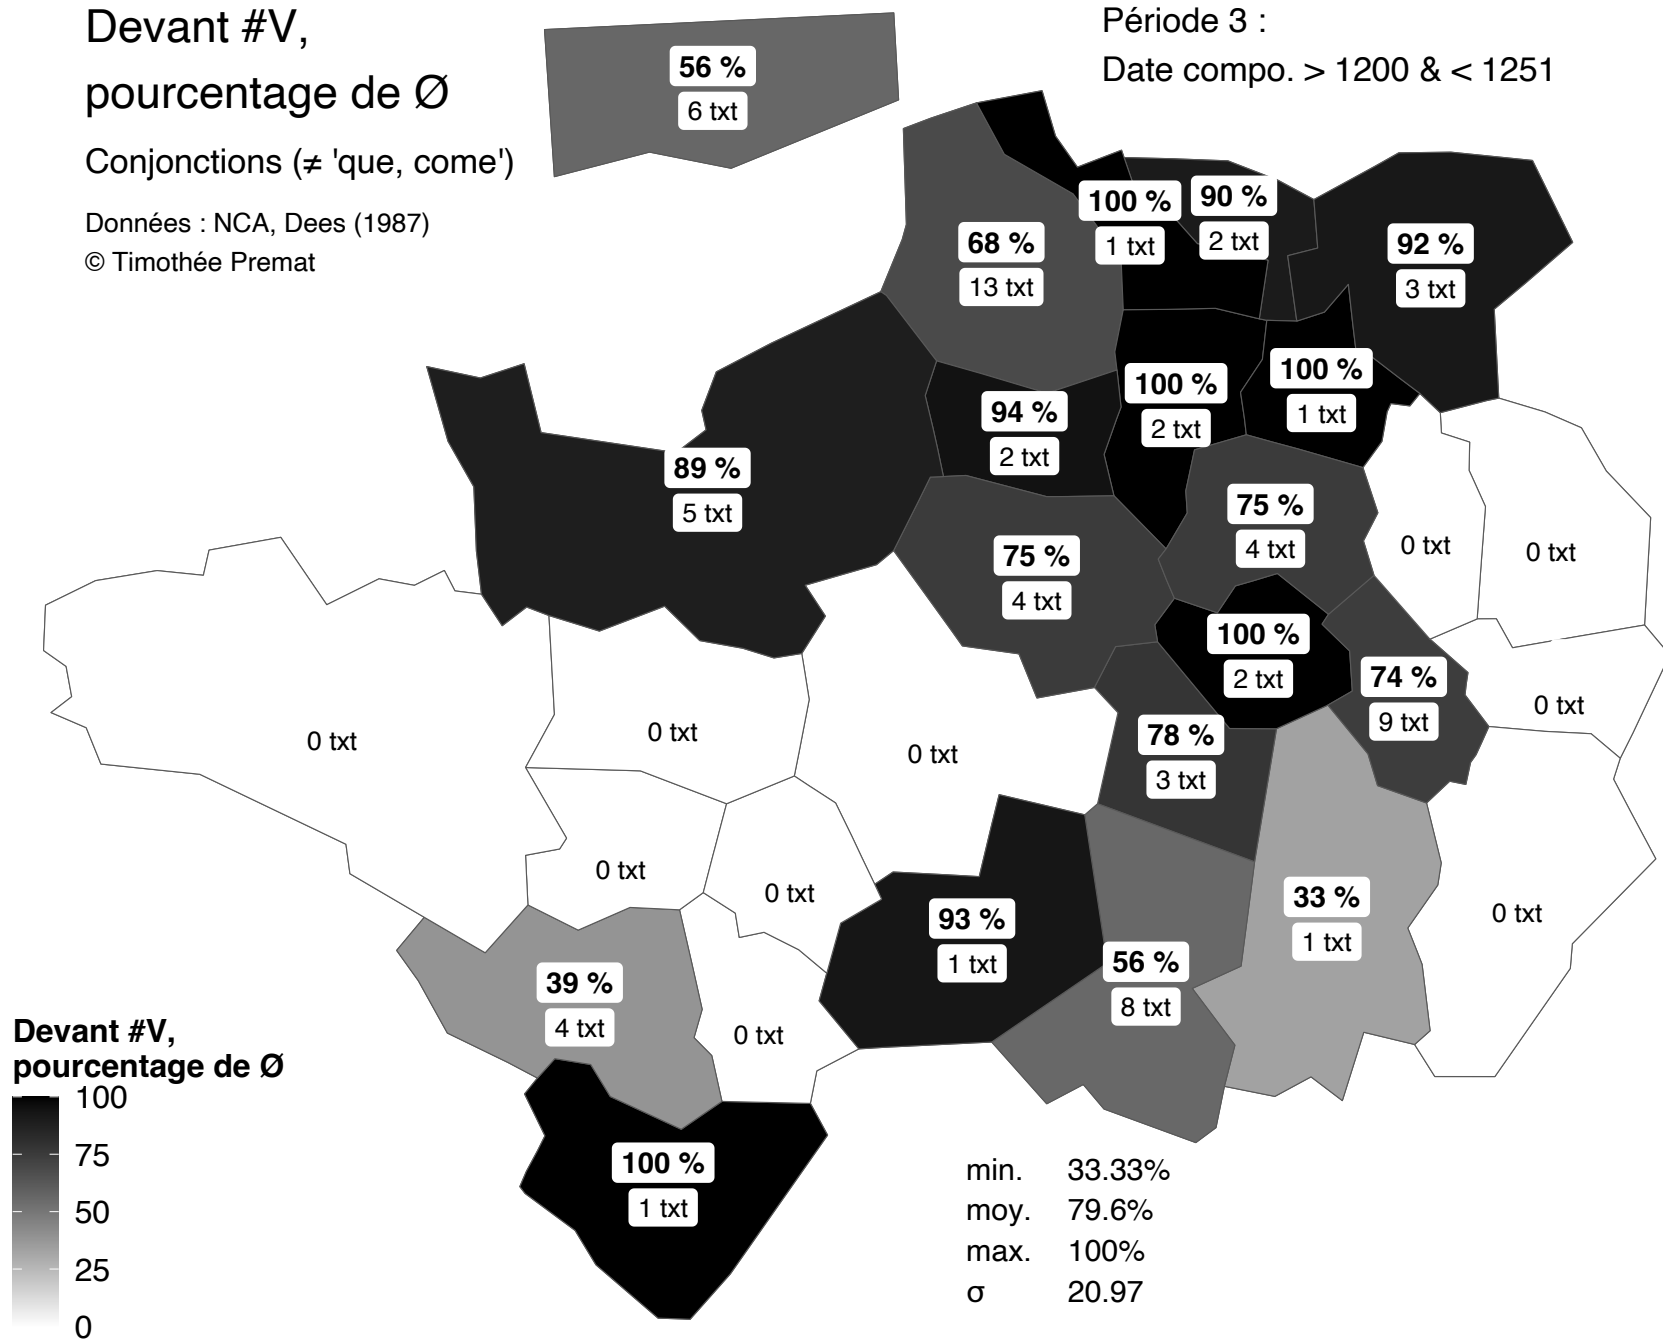 Devant #V,
pourcentage de Ø
Conjonctions (≠ 'que, come')
Données : NCA, Dees (1987)
© Timothée Premat
Période 3 :
Date compo. > 1200 & < 1251
56 %
6 txt
100 %
1 txt
90 %
2 txt
68 %
13 txt
92 %
3 txt
100 %
2 txt
100 %
1 txt
94 %
2 txt
89 %
5 txt
75 %
4 txt
75 %
4 txt
0 txt
0 txt
100 %
2 txt
74 %
9 txt
0 txt
0 txt
0 txt
0 txt
78 %
3 txt
0 txt
0 txt
93 %
1 txt
56 %
8 txt
33 %
1 txt
0 txt
39 %
4 txt
0 txt
100 %
1 txt
Devant #V,
pourcentage de Ø
100
75
50
25
0
min. 33.33%
moy. 79.6%
max. 100%
σ 20.97